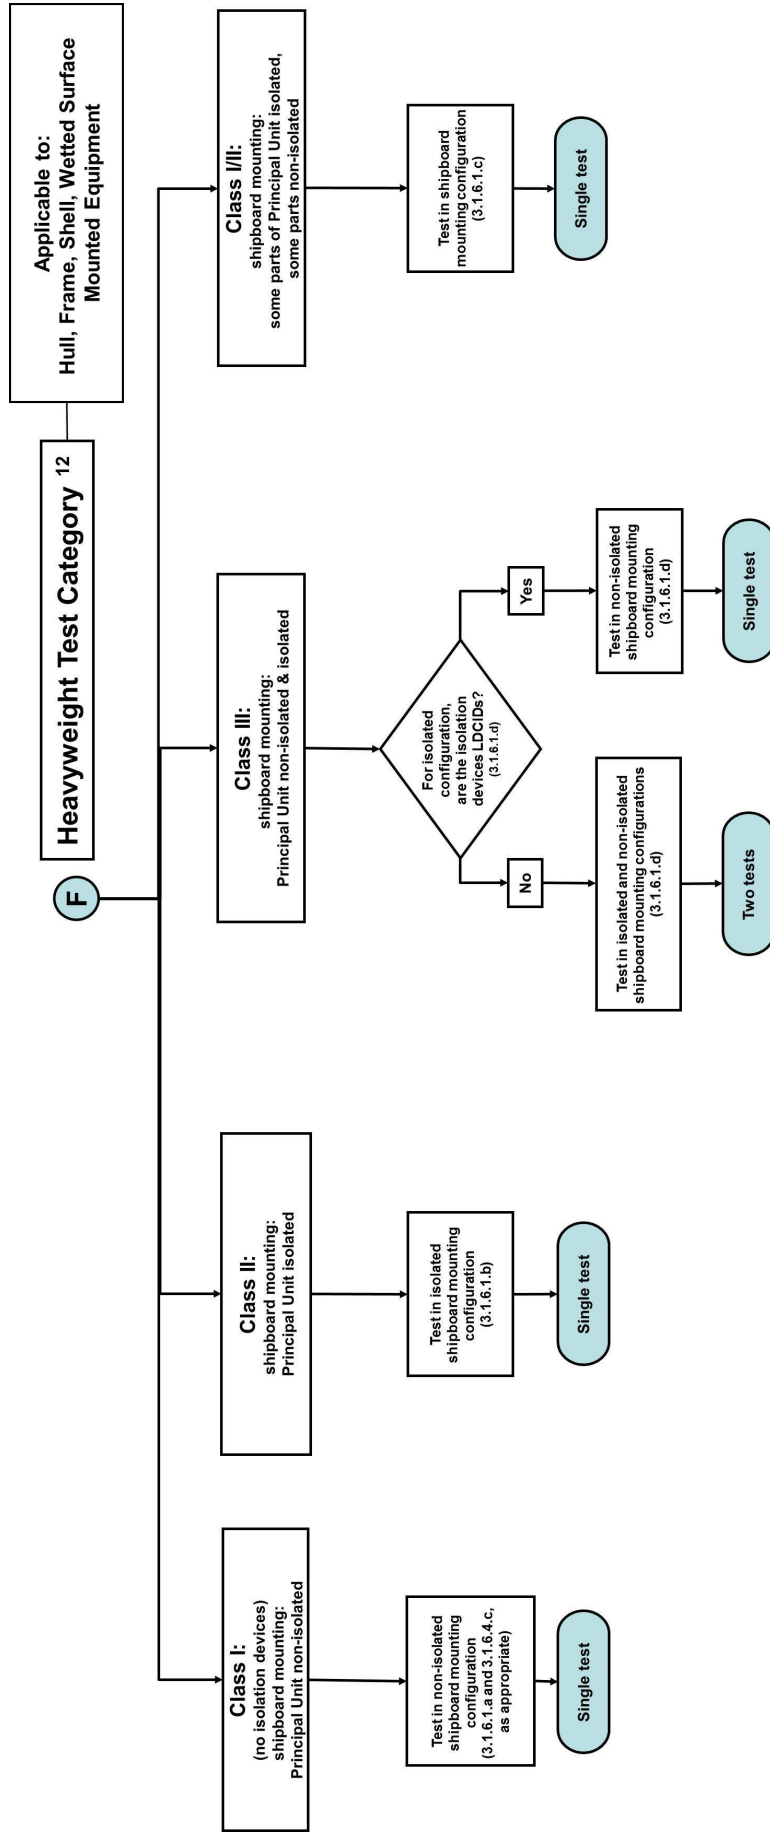 F
Heavyweight Test Category 12
Applicable to:
Hull, Frame, Shell, Wetted Surface
Mounted Equipment
Class I:
(no isolation devices)
shipboard mounting:
Principal Unit non-isolated
Test in non-isolated
shipboard mounting
configuration
(3.1.6.1.a and 3.1.6.4.c,
as appropriate)
Single test
Class II:
shipboard mounting:
Principal Unit isolated
Test in isolated
shipboard mounting
configuration
(3.1.6.1.b)
Single test
Class III:
shipboard mounting:
Principal Unit non-isolated & isolated
For isolated
configuration,
are the isolation
devices LDCIDs?
(3.1.6.1.d)
No
Test in isolated and non-isolated
shipboard mounting configurations
(3.1.6.1.d)
Two tests
Yes
Test in non-isolated
shipboard mounting
configuration
(3.1.6.1.d)
Single test
Class I/II:
shipboard mounting:
some parts of Principal Unit isolated,
some parts non-isolated
Test in shipboard
mounting configuration
(3.1.6.1.c)
Single test